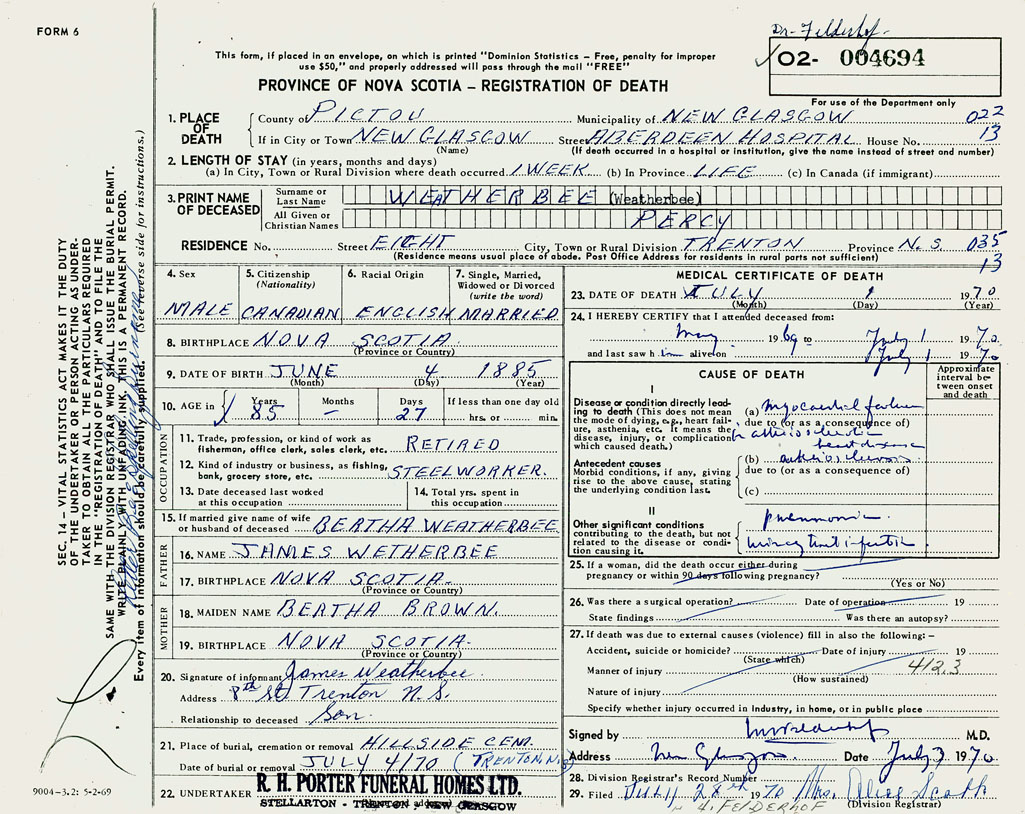 FORM 6
Dr. Felderhof.
This form, if placed in an envelope, on which is printed "Dominion Statistics - Free, penalty for improper
use $50," and properly addressed will pass through the mail "FREE"
02- 004694
PROVINCE OF NOVA SCOTIA - REGISTRATION OF DEATH
For use of the Department only
1. PLACE OF DEATH County of PICTOU Municipality of NEW GLASGOW 022
If in City or Town NEW GLASGOW Street ABERDEEN HOSPITAL House No. 13
(Name) (If death occurred in a hospital or institution, give the name instead of street and number)
2. LENGTH OF STAY (in years, months and days)
(a) In City, Town or Rural Division where death occurred 1 WEEK (b) In Province LIFE (c) In Canada (if immigrant)
3. PRINT NAME OF DECEASED
Surname or Last Name WEATHERBEE (Weatherbee)
All Given or Christian Names PERCY
RESIDENCE No. Street EIGHT City, Town or Rural Division TRENTON Province N.S. 035
(Residence means usual place of abode. Post Office Address for residents in rural parts not sufficient) 13
4. Sex MALE
5. Citizenship (Nationality) CANADIAN
6. Racial Origin ENGLISH
7. Single, Married, Widowed or Divorced (write the word) MARRIED
8. BIRTHPLACE NOVA SCOTIA
(Province or Country)
9. DATE OF BIRTH JUNE 4 1885
(Month) (Day) (Year)
10. AGE in Years 85 Months - Days 27 If less than one day old
hrs. or min.
OCCUPATION
11. Trade, profession, or kind of work as fisherman, office clerk, sales clerk, etc. RETIRED
12. Kind of industry or business, as fishing, bank, grocery store, etc. STEELWORKER.
13. Date deceased last worked at this occupation
14. Total yrs. spent in this occupation
15. If married give name of wife or husband of deceased BERTHA WEATHERBEE
FATHER
16. NAME JAMES WETHERBEE
17. BIRTHPLACE NOVA SCOTIA.
(Province or Country)
MOTHER
18. MAIDEN NAME BERTHA BROWN.
19. BIRTHPLACE NOVA SCOTIA.
(Province or Country)
20. Signature of informant James Weatherbee
Address 8th St. Trenton N.S.
Relationship to deceased Son.
21. Place of burial, cremation or removal HILLSIDE CEM.
Date of burial or removal JULY 4/70 (TRENTON, N.S.)
22. UNDERTAKER R. H. PORTER FUNERAL HOMES LTD.
STELLARTON - TRENTON - NEW GLASGOW
MEDICAL CERTIFICATE OF DEATH
23. DATE OF DEATH JULY 1 1970
(Month) (Day) (Year)
24. I HEREBY CERTIFY that I attended deceased from:
May 1969 to July 1 1970
and last saw him alive on July 1 1970
CAUSE OF DEATH
Approximate interval between onset and death
I
Disease or condition directly leading to death (This does not mean the mode of dying, e.g., heart failure, asthenia, etc. It means the disease, injury, or complication which caused death.)
(a) myocardial failure
due to (or as a consequence of)
heart disease
Antecedent causes
Morbid conditions, if any, giving rise to the above cause, stating the underlying condition last.
(b)
due to (or as a consequence of)
(c)
II
Other significant conditions
contributing to the death, but not related to the disease or condition causing it.
pneumonia
urinary tract infection
25. If a woman, did the death occur either during
pregnancy or within 90 days following pregnancy?
(Yes or No)
26. Was there a surgical operation? Date of operation 19
State findings Was there an autopsy?
27. If death was due to external causes (violence) fill in also the following: -
Accident, suicide or homicide? Date of injury 19
(State which)
Manner of injury 412.3
(How sustained)
Nature of injury
Specify whether injury occurred in Industry, in home, or in public place
Signed by M.D.
Address New Glasgow Date July 3 1970
28. Division Registrar's Record Number
29. Filed July 28th 1970 Mrs. Alice Scott
(Division Registrar)
FELDERHOF
SEC. 14 - VITAL STATISTICS ACT MAKES IT THE DUTY
OF THE UNDERTAKER OR PERSON ACTING AS UNDER-
TAKER TO OBTAIN ALL THE PARTICULARS REQUIRED
IN THE "REGISTRATION OF DEATH" AND TO FILE THE
SAME WITH THE DIVISION REGISTRAR WHO SHALL ISSUE THE BURIAL PERMIT.
WRITE PLAINLY WITH UNFADING INK. THIS IS A PERMANENT RECORD.
Every item of information should be carefully supplied. (See reverse side for instructions.)
9004-3.2: 5-2-69